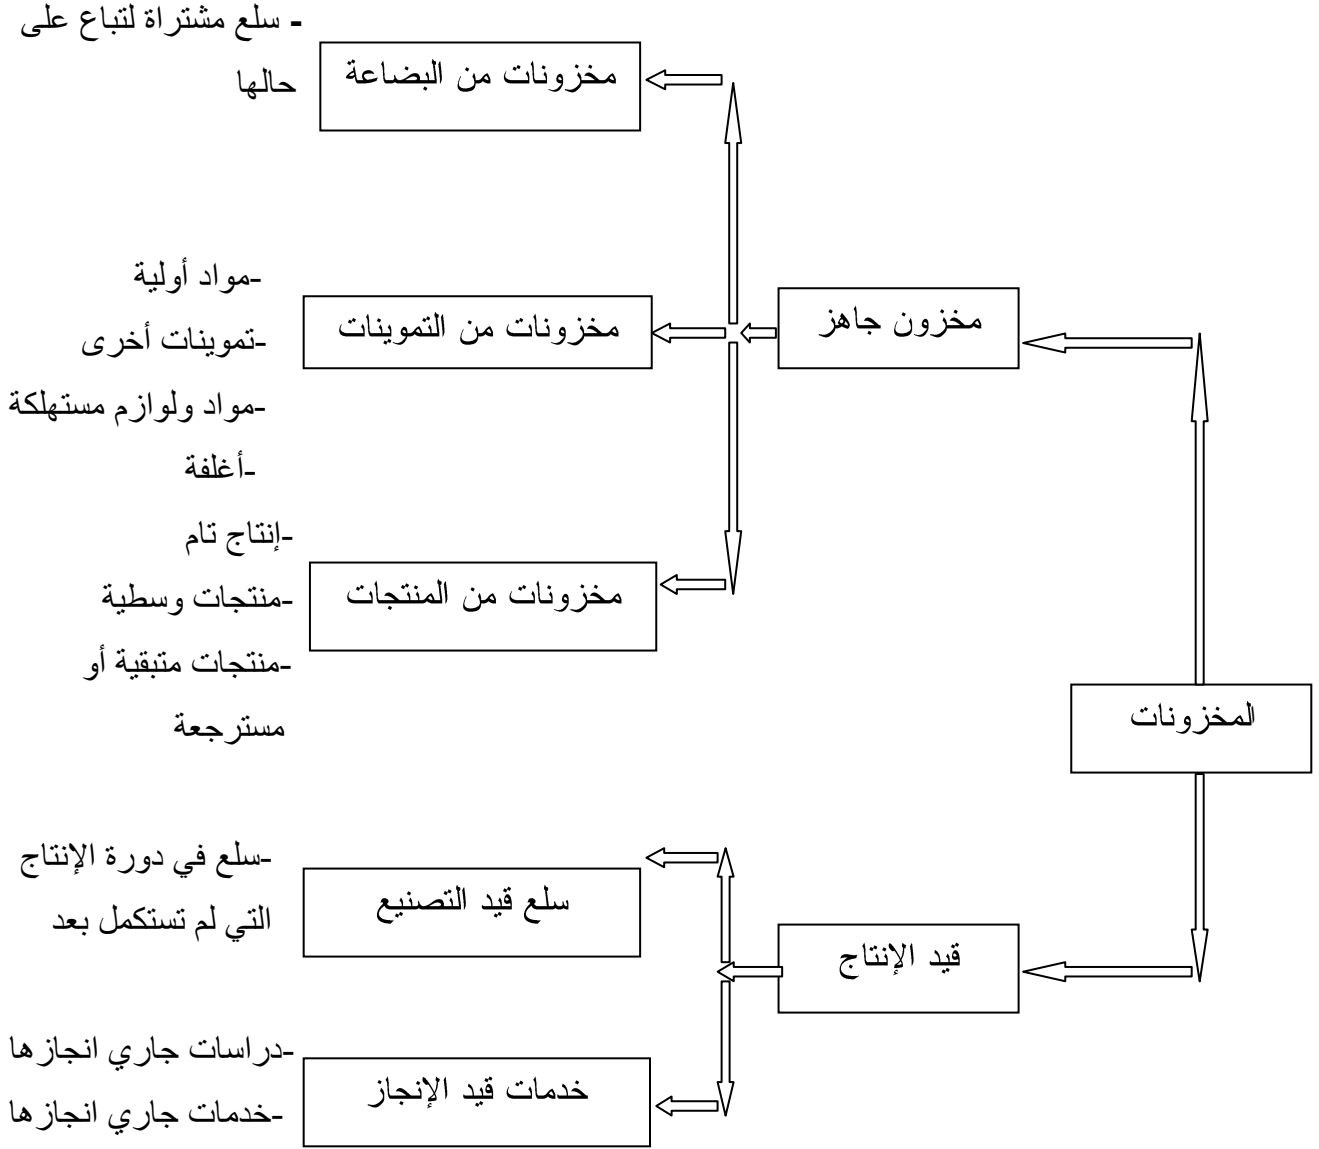 - سلع مشتراة لتباع على
حالها
مخزونات من البضاعة
-مواد أولية
-تموينات أخرى
-مواد ولوازم مستهلكة
-أغلفة
مخزونات من التموينات
مخزون جاهز
-إنتاج تام
-منتجات وسطية
-منتجات متبقية أو
مسترجعة
مخزونات من المنتجات
المخزونات
-سلع في دورة الإنتاج
التي لم تستكمل بعد
سلع قيد التصنيع
قيد الإنتاج
-دراسات جاري انجازها
-خدمات جاري انجازها
خدمات قيد الإنجاز